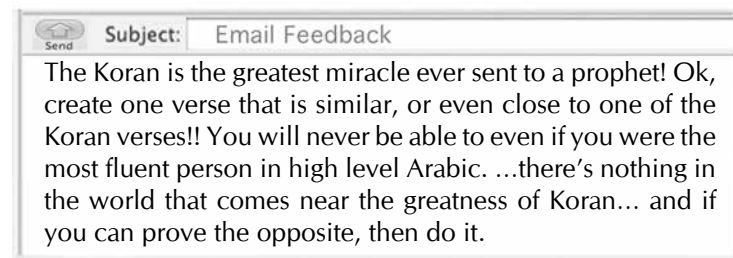 Send
Subject: Email Feedback
The Koran is the greatest miracle ever sent to a prophet! Ok,
create one verse that is similar, or even close to one of the
Koran verses!! You will never be able to even if you were the
most fluent person in high level Arabic. …there’s nothing in
the world that comes near the greatness of Koran… and if
you can prove the opposite, then do it.